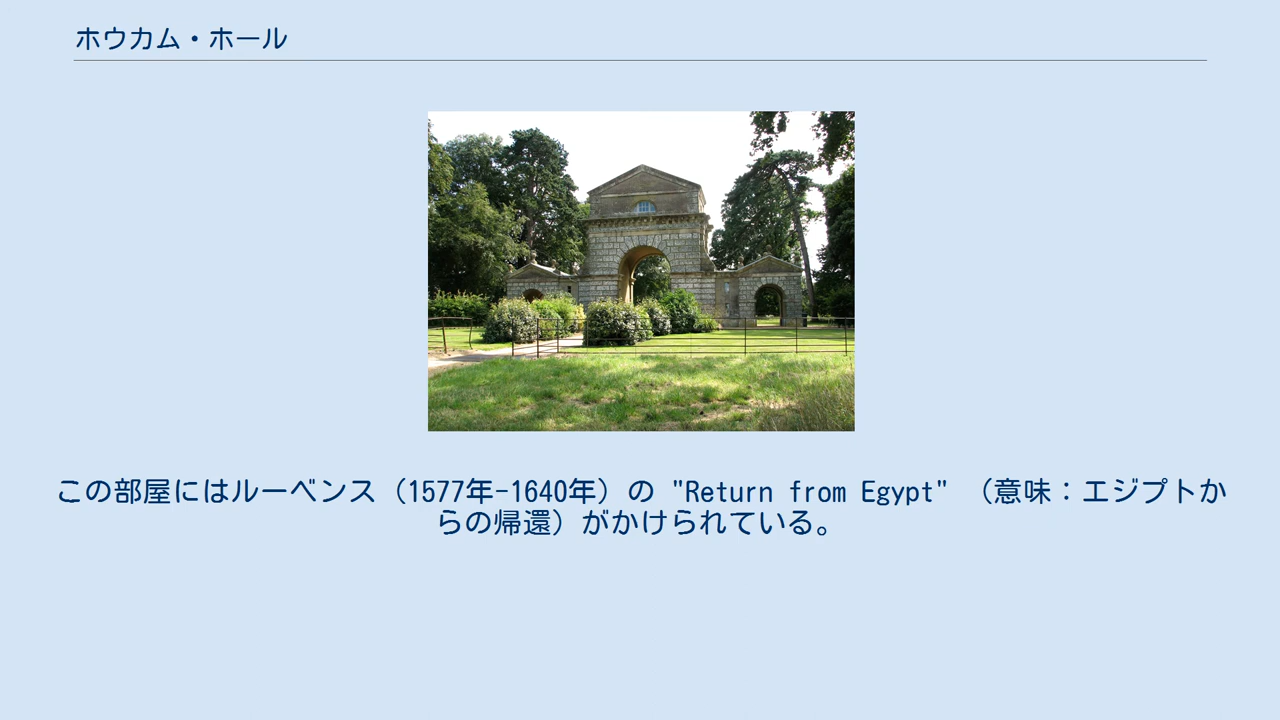 ホウカム・ホール
この部屋にはルーベンス（1577年-1640年）の "Return from Egypt" （意味：エジプトか
らの帰還）がかけられている。